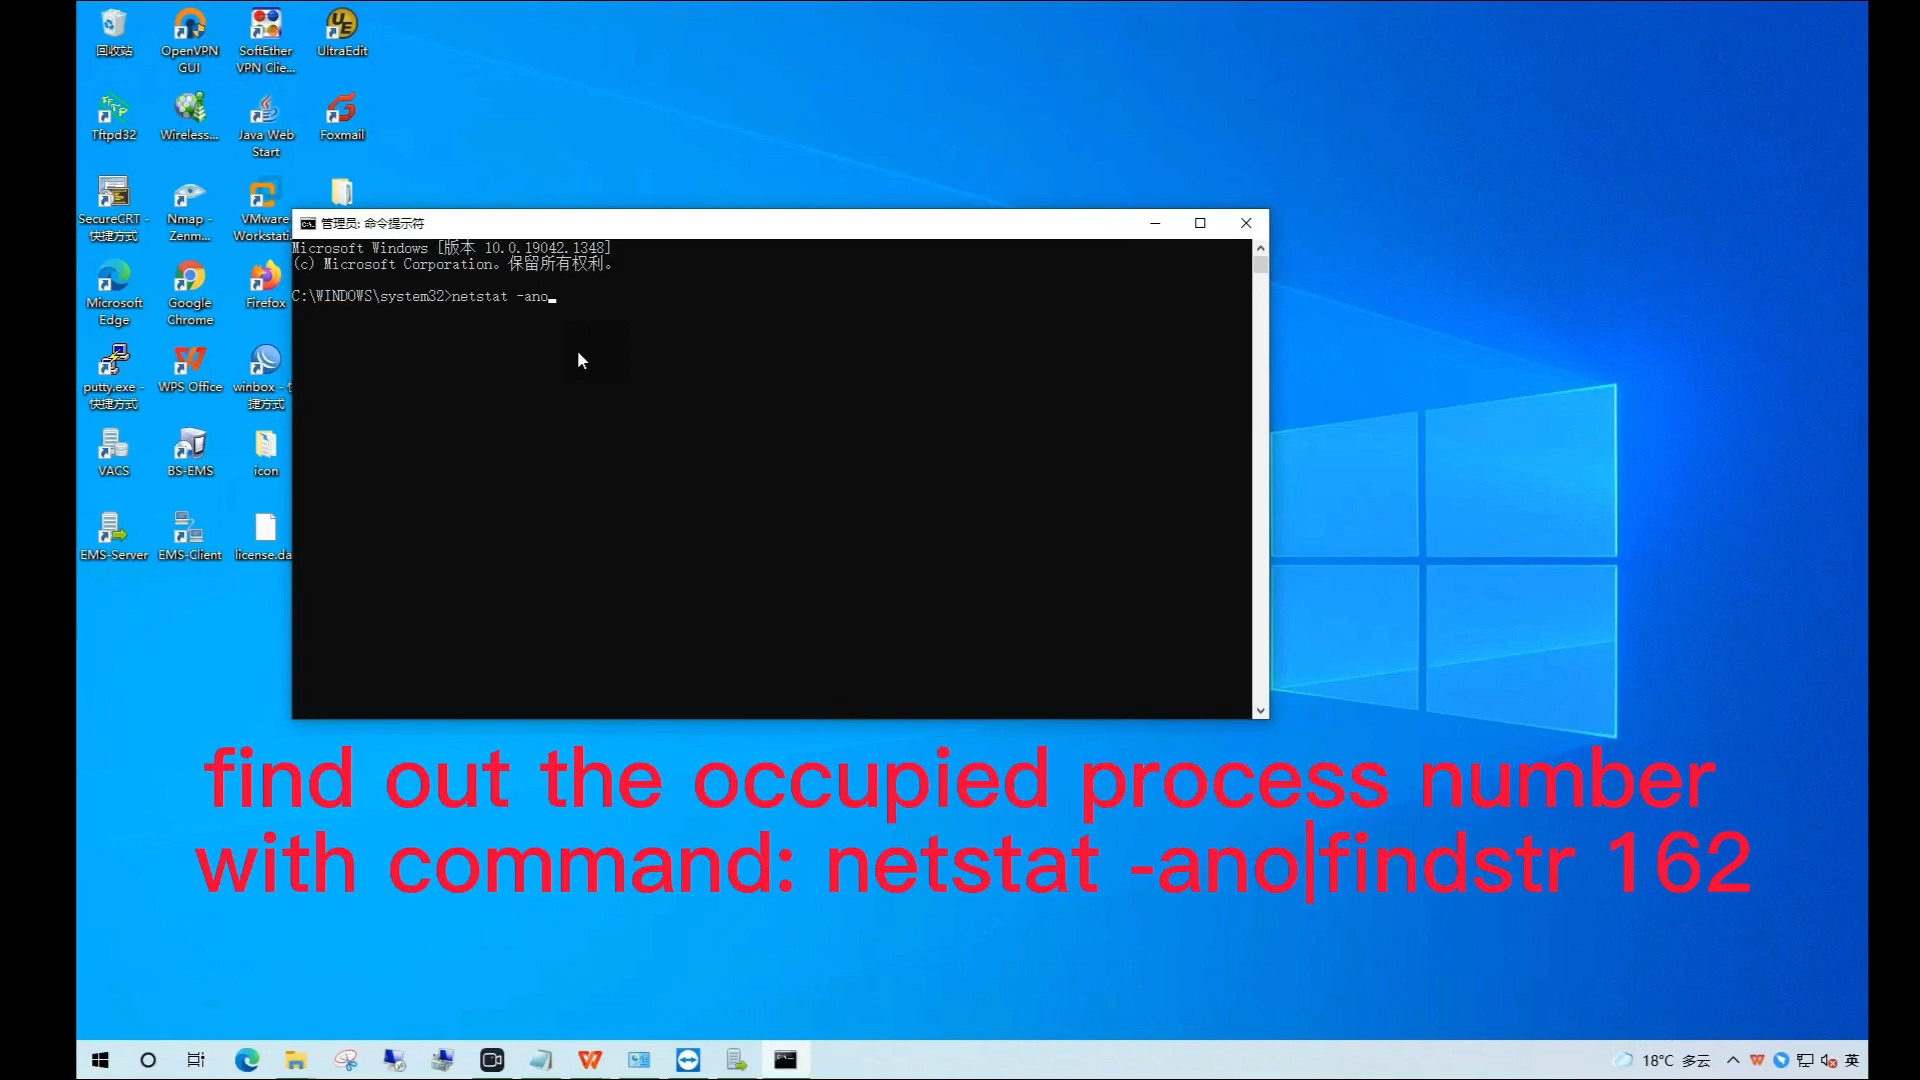 回收站
OpenVPN GUI
SoftEther VPN Clie...
UltraEdit
Tftpd32
Wireless...
Java Web Start
Foxmail
SecureCRT - 快捷方式
Nmap - Zenm...
VMware Workstati
管理员: 命令提示符
Microsoft Windows [版本 10.0.19042.1348]
(c) Microsoft Corporation。保留所有权利。
C:\WINDOWS\system32>netstat -ano
Microsoft Edge
Google Chrome
Firefox
putty.exe - 快捷方式
WPS Office
winbox - 快捷方式
VACS
BS-EMS
icon
EMS-Server
EMS-Client
license.da
find out the occupied process number
with command: netstat -ano|findstr 162
18°C 多云
英